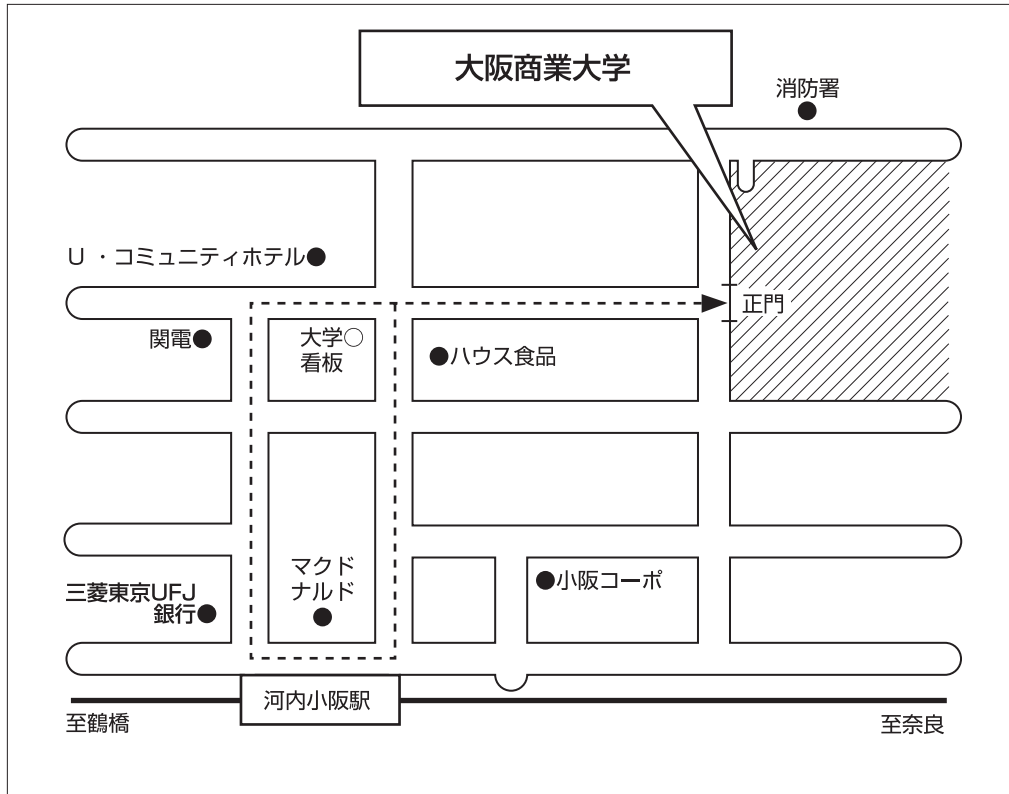 大阪商業大学
消防署
U・コミュニティホテル
正門
関電
大学
看板
ハウス食品
マクド
ナルド
小阪コーポ
三菱東京UFJ
銀行
河内小阪駅
至鶴橋
至奈良